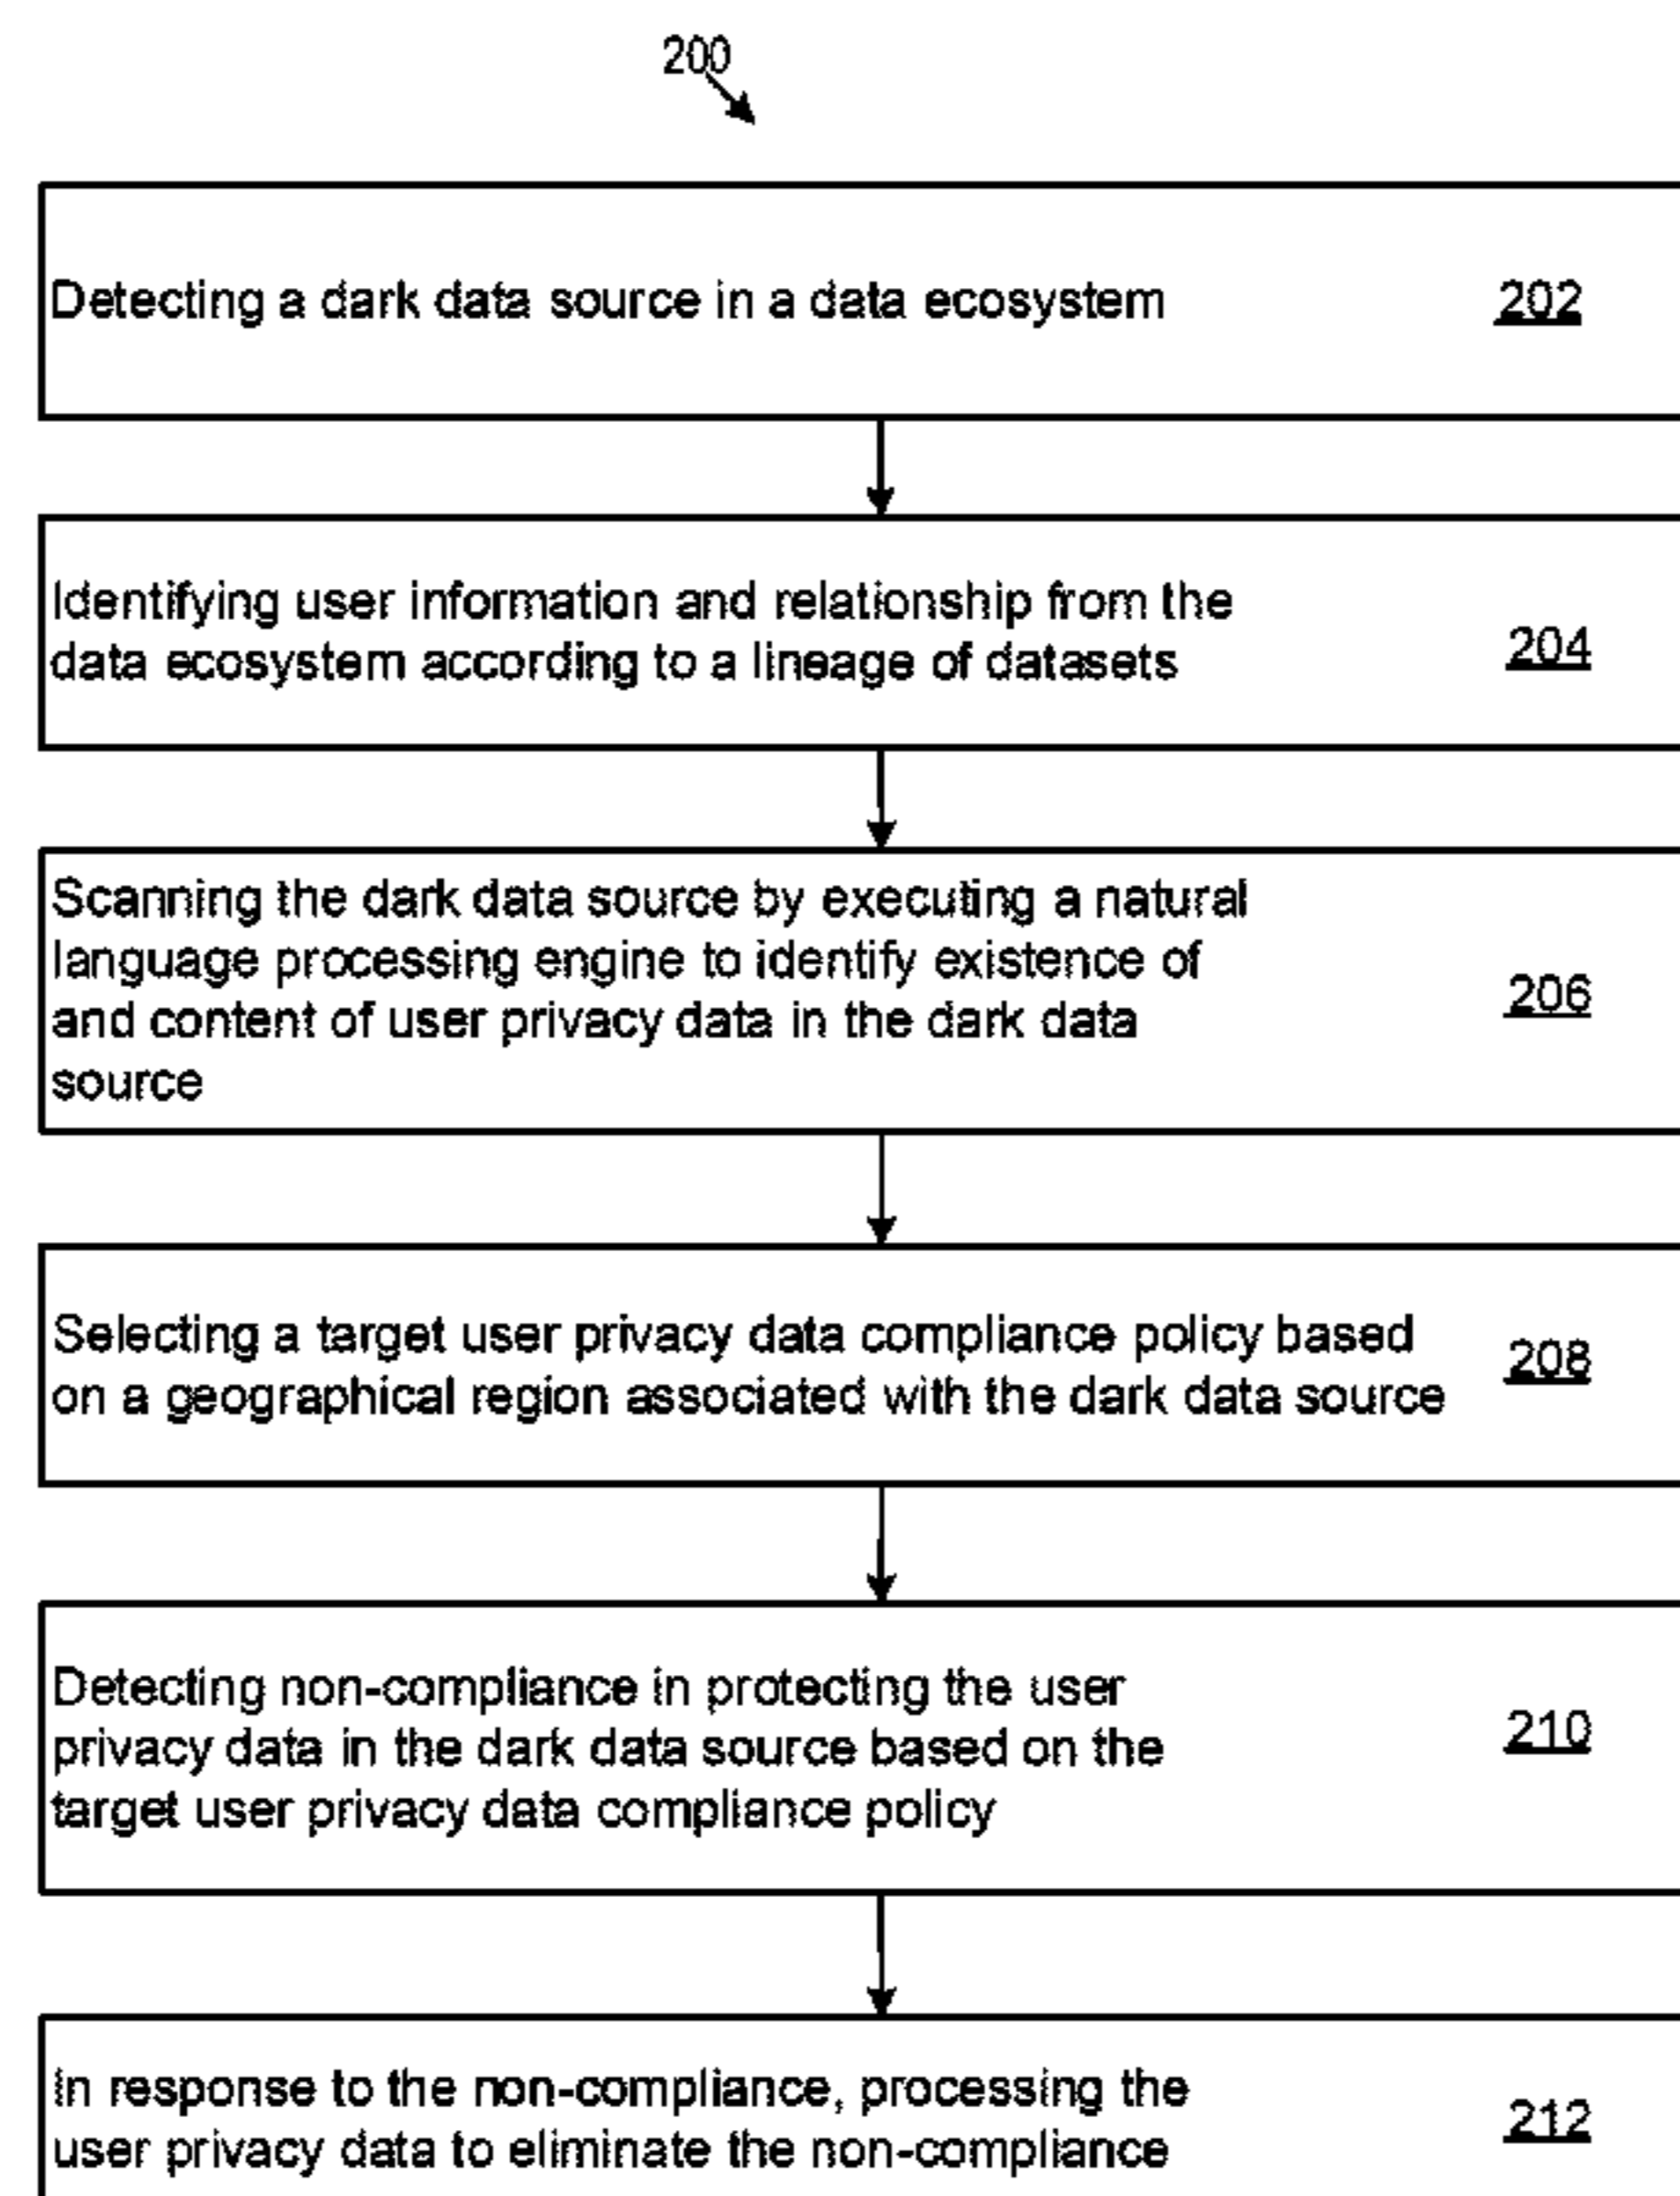 200
Detecting a dark data source in a data ecosystem
202
Identifying user information and relationship from the
data ecosystem according to a lineage of datasets
204
Scanning the dark data source by executing a natural
language processing engine to identify existence of
and content of user privacy data in the dark data
source
206
Selecting a target user privacy data compliance policy based
on a geographical region associated with the dark data source
208
Detecting non-compliance in protecting the user
privacy data in the dark data source based on the
target user privacy data compliance policy
210
In response to the non-compliance, processing the
user privacy data to eliminate the non-compliance
212